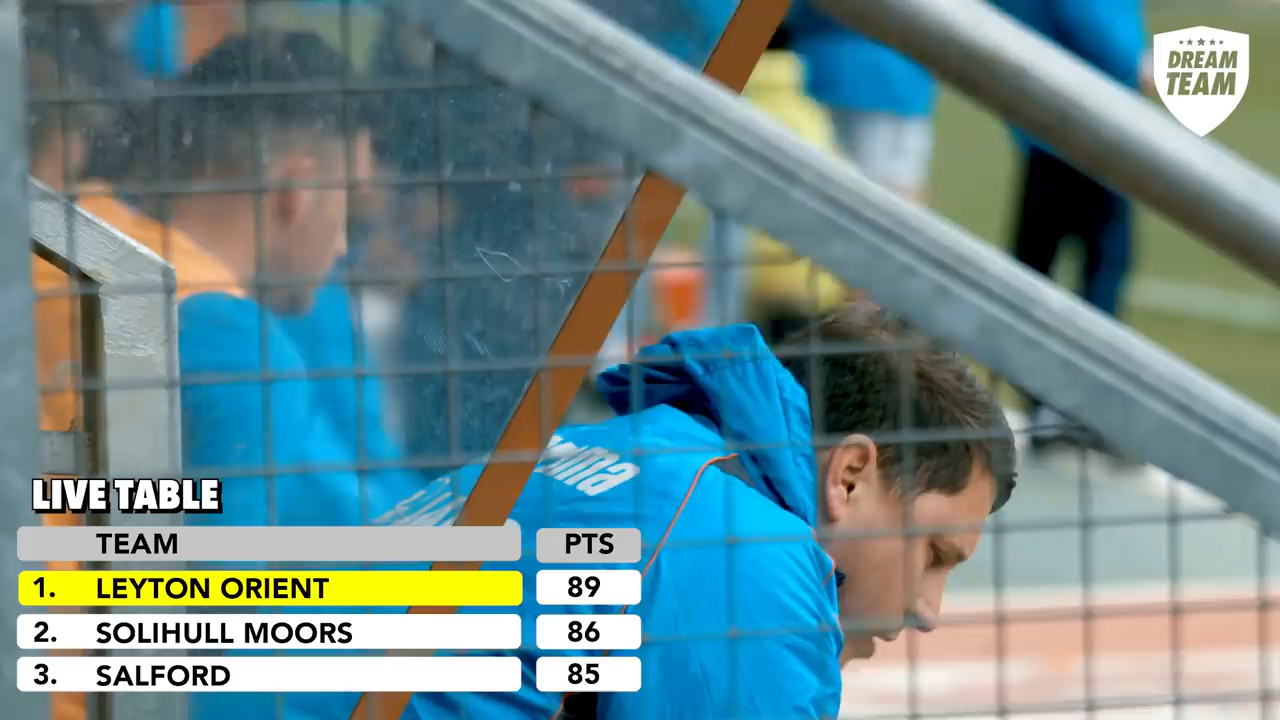 DREAM
TEAM
LIVE TABLE
TEAM PTS
1. LEYTON ORIENT 89
2. SOLIHULL MOORS 86
3. SALFORD 85